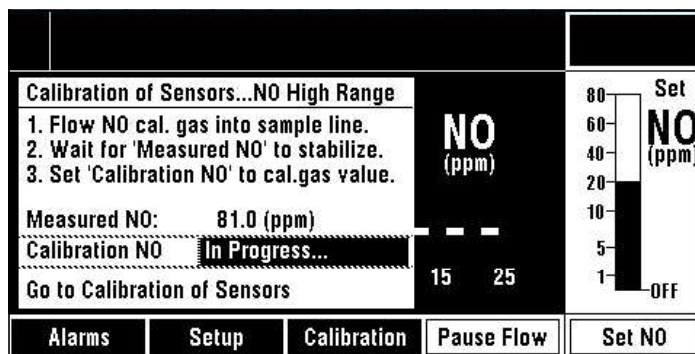 Calibration of Sensors...NO High Range
1. Flow NO cal. gas into sample line.
2. Wait for 'Measured NO' to stabilize.
3. Set 'Calibration NO' to cal.gas value.
Measured NO: 81.0 (ppm)
Calibration NO In Progress...
Go to Calibration of Sensors
NO
(ppm)
- - -
15 25
Set
NO
(ppm)
80
60
40
20
10
5
1
OFF
Alarms Setup Calibration Pause Flow Set NO